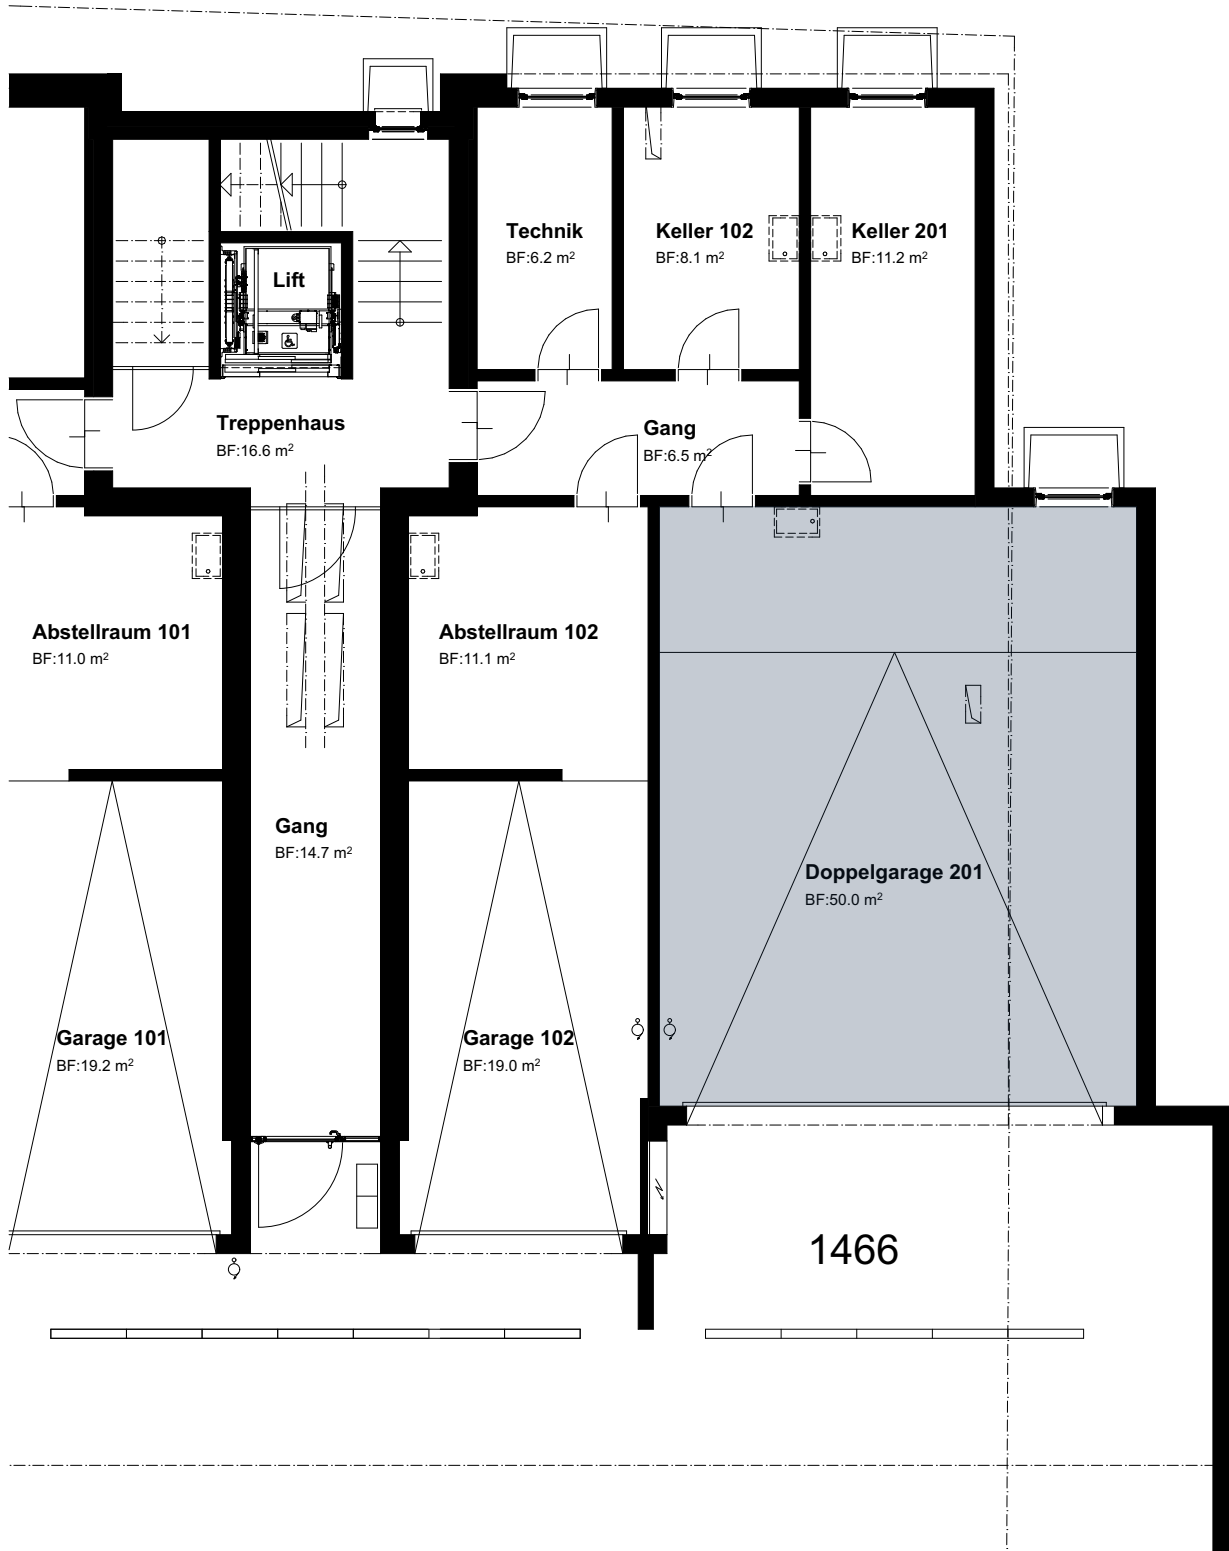 Technik
BF:6.2 m²
Keller 102
BF:8.1 m²
Keller 201
BF:11.2 m²
Lift
Treppenhaus
BF:16.6 m²
Gang
BF:6.5 m²
Abstellraum 101
BF:11.0 m²
Abstellraum 102
BF:11.1 m²
Gang
BF:14.7 m²
Doppelgarage 201
BF:50.0 m²
Garage 101
BF:19.2 m²
Garage 102
BF:19.0 m²
1466